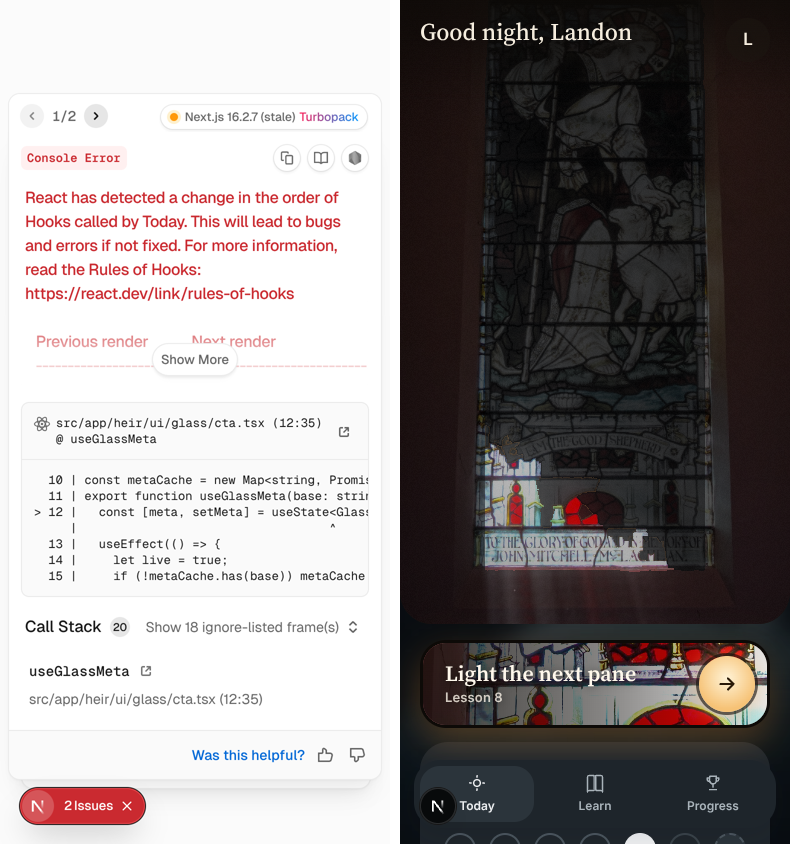 1/2
Next.js 16.2.7 (stale) Turbopack
Console Error
React has detected a change in the order of
Hooks called by Today. This will lead to bugs
and errors if not fixed. For more information,
read the Rules of Hooks:
https://react.dev/link/rules-of-hooks
Previous render Next render
Show More
------------------------------------------------------
src/app/heir/ui/glass/cta.tsx (12:35)
@ useGlassMeta
10 | const metaCache = new Map<string, Promis
11 | export function useGlassMeta(base: strin
> 12 |   const [meta, setMeta] = useState<Glass
|                                   ^
13 |   useEffect(() => {
14 |     let live = true;
15 |     if (!metaCache.has(base)) metaCache
Call Stack 20 Show 18 ignore-listed frame(s)
useGlassMeta
src/app/heir/ui/glass/cta.tsx (12:35)
Was this helpful?
N 2 Issues
Good night, Landon
L
I AM THE GOOD SHEPHERD
TO THE GLORY OF GOD AND IN MEMORY OF
JOHN MITCHELL
Light the next pane
Lesson 8
N Today Learn Progress